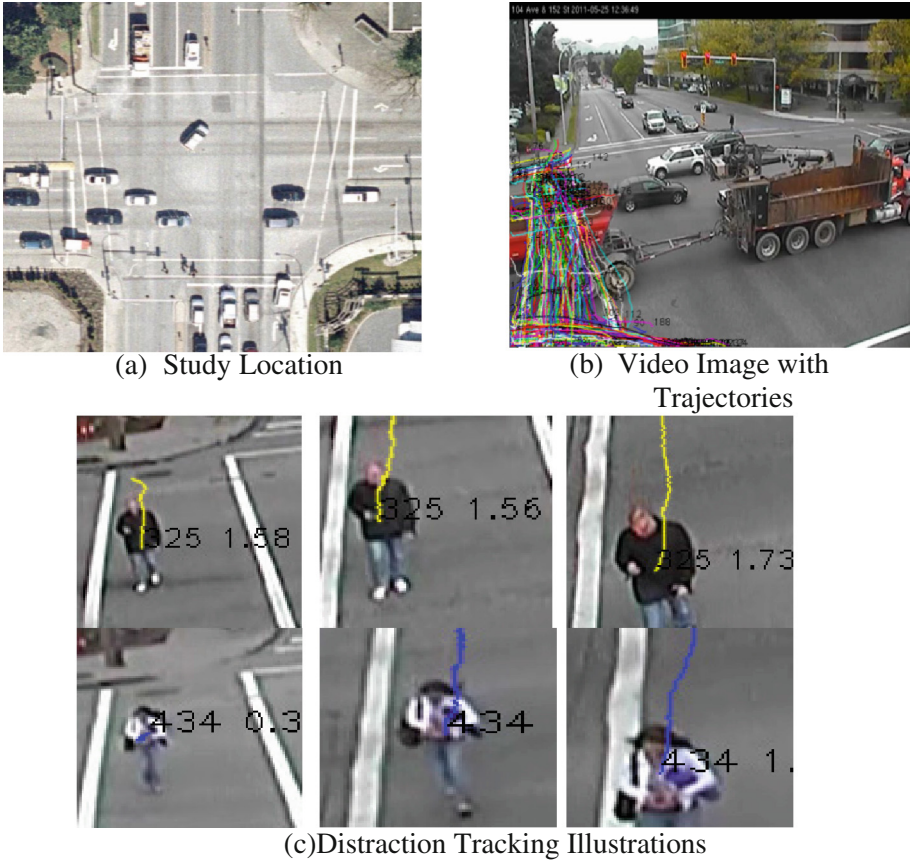 104 Ave & 152 St 2011-05-25 12:36:49
(a) Study Location
(b) Video Image with
Trajectories
325 1.58
325 1.56
325 1.73
434 0.3
434
434 1.
(c)Distraction Tracking Illustrations